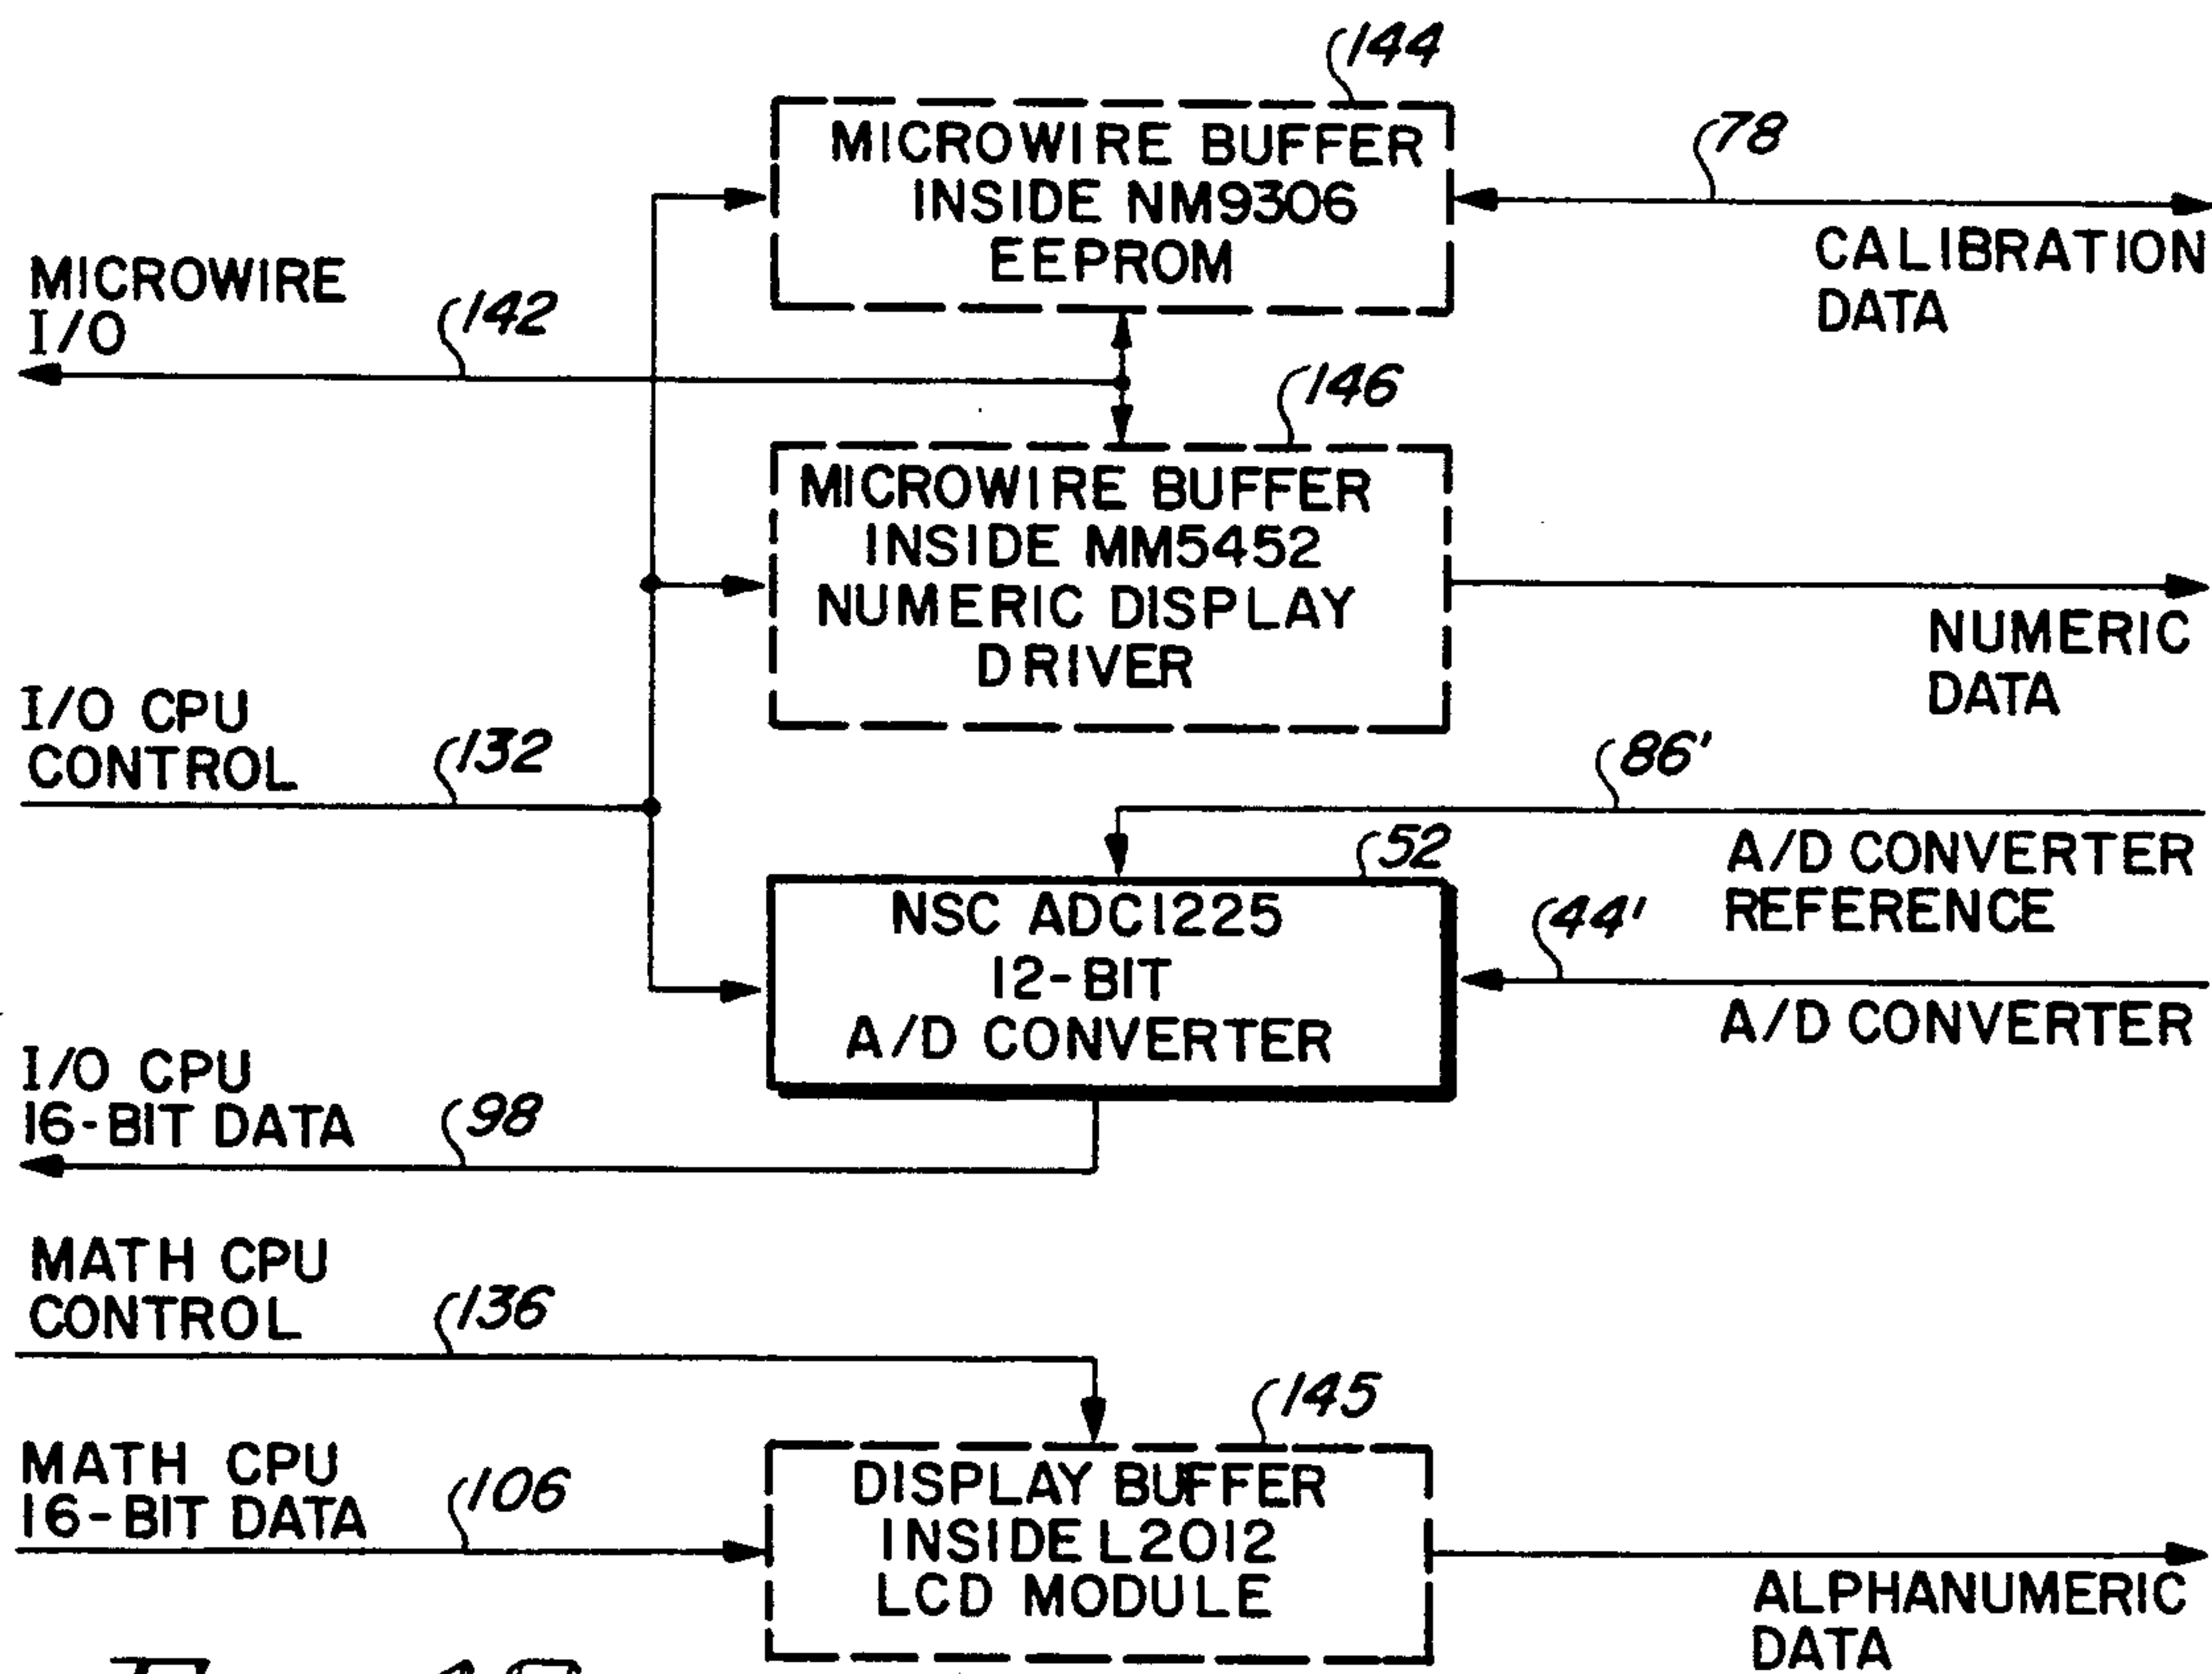 144
MICROWIRE BUFFER
INSIDE NM9306
EEPROM
78
CALIBRATION
DATA
MICROWIRE
I/O
142
146
MICROWIRE BUFFER
INSIDE MM5452
NUMERIC DISPLAY
DRIVER
NUMERIC
DATA
I/O CPU
CONTROL
132
86'
A/D CONVERTER
REFERENCE
52
NSC ADC1225
12-BIT
A/D CONVERTER
44'
A/D CONVERTER
I/O CPU
16-BIT DATA
98
MATH CPU
CONTROL
136
145
MATH CPU
16-BIT DATA
106
DISPLAY BUFFER
INSIDE L2012
LCD MODULE
ALPHANUMERIC
DATA